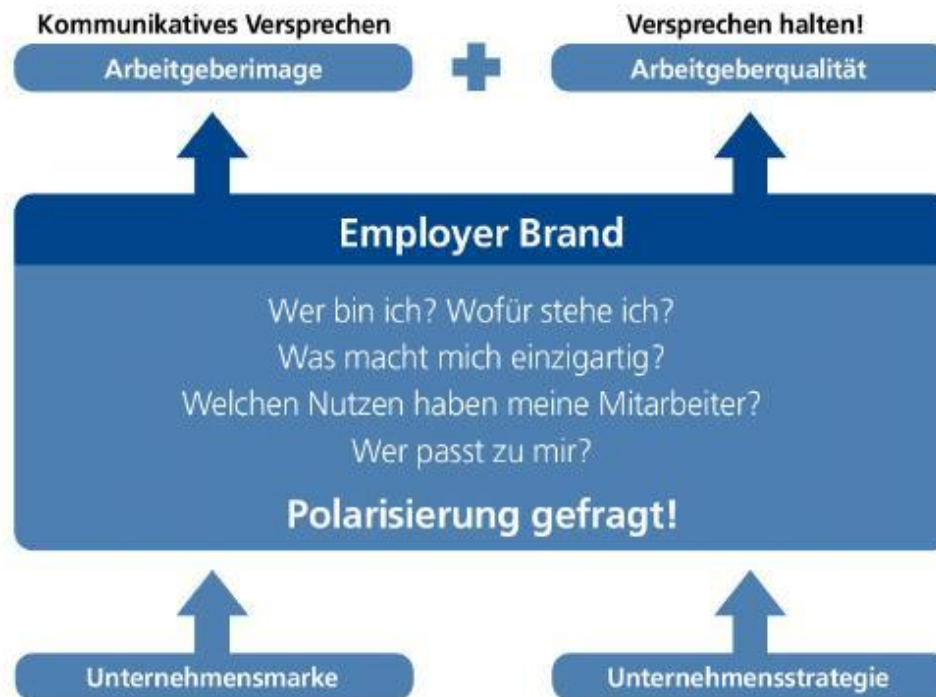 Kommunikatives Versprechen
Versprechen halten!
Arbeitgeberimage
Arbeitgeberqualität
Employer Brand
Wer bin ich? Wofür stehe ich?
Was macht mich einzigartig?
Welchen Nutzen haben meine Mitarbeiter?
Wer passt zu mir?
Polarisierung gefragt!
Unternehmensmarke
Unternehmensstrategie